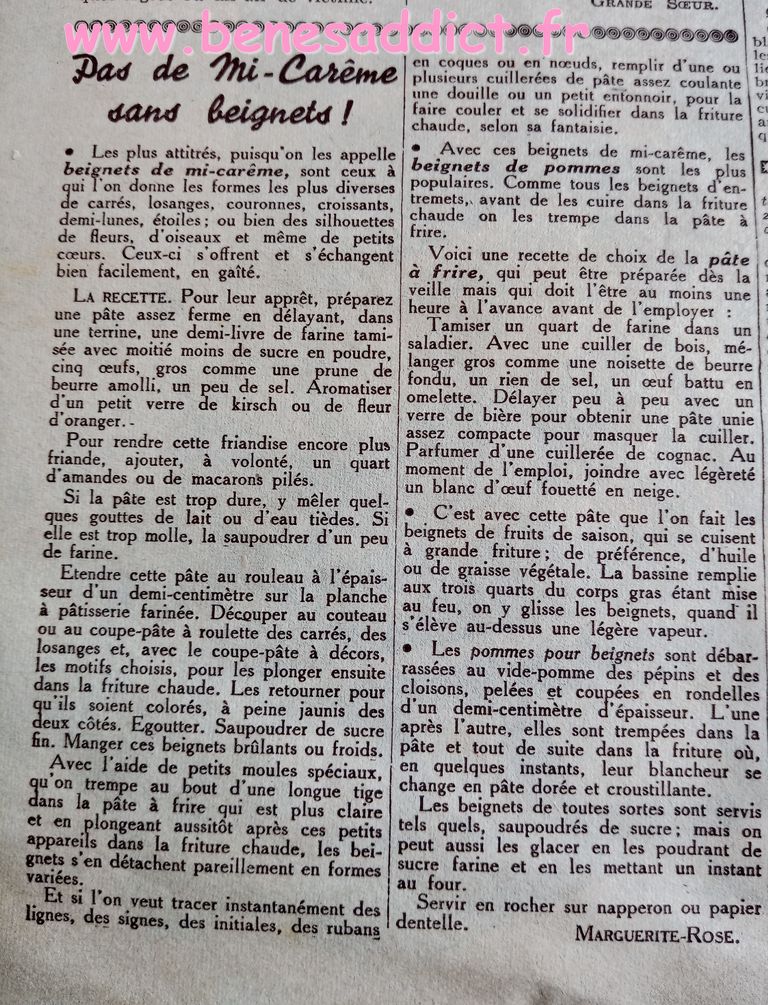 GRANDE SŒUR.
www.benesaddict.fr
Pas de Mi-Carême
sans beignets !
• Les plus attitrés, puisqu'on les appelle
beignets de mi-carême, sont ceux à
qui l'on donne les formes les plus diverses
de carrés, losanges, couronnes, croissants,
demi-lunes, étoiles ; ou bien des silhouettes
de fleurs, d'oiseaux et même de petits
cœurs. Ceux-ci s'offrent et s'échangent
bien facilement, en gaîté.
LA RECETTE. Pour leur apprêt, préparez
une pâte assez ferme en délayant, dans
une terrine, une demi-livre de farine tami-
sée avec moitié moins de sucre en poudre,
cinq œufs, gros comme une prune de
beurre amolli, un peu de sel. Aromatiser
d'un petit verre de kirsch ou de fleur
d'oranger.-
Pour rendre cette friandise encore plus
friande, ajouter, à volonté, un quart
d'amandes ou de macarons pilés.
Si la pâte est trop dure, y mêler quel-
ques gouttes de lait ou d'eau tièdes. Si
elle est trop molle, la saupoudrer d'un peu
de farine.
Etendre cette pâte au rouleau à l'épais-
seur d'un demi-centimètre sur la planche
à pâtisserie farinée. Découper au couteau
ou au coupe-pâte à roulette des carrés, des
losanges et, avec le coupe-pâte à décors,
les motifs choisis, pour les plonger ensuite
dans la friture chaude. Les retourner pour
qu'ils soient colorés, à peine jaunis des
deux côtés. Egoutter. Saupoudrer de sucre
fin. Manger ces beignets brûlants ou froids.
Avec l'aide de petits moules spéciaux,
qu'on trempe au bout d'une longue tige
dans la pâte à frire qui est plus claire
et en plongeant aussitôt après ces petits
appareils dans la friture chaude, les bei-
gnets s'en détachent pareillement en formes
variées.
Et si l'on veut tracer instantanément des
lignes, des signes, des initiales, des rubans
en coques ou en nœuds, remplir d'une ou
plusieurs cuillerées de pâte assez coulante
une douille ou un petit entonnoir, pour la
faire couler et se solidifier dans la friture
chaude, selon sa fantaisie.
• Avec ces beignets de mi-carême, les
beignets de pommes sont les plus
populaires. Comme tous les beignets d'en-
tremets, avant de les cuire dans la friture
chaude on les trempe dans la pâte à
frire.
Voici une recette de choix de la pâte
à frire, qui peut être préparée dès la
veille mais qui doit l'être au moins une
heure à l'avance avant de l'employer :
Tamiser un quart de farine dans un
saladier. Avec une cuiller de bois, mé-
langer gros comme une noisette de beurre
fondu, un rien de sel, un œuf battu en
omelette. Délayer peu à peu avec un
verre de bière pour obtenir une pâte unie
assez compacte pour masquer la cuiller.
Parfumer d'une cuillerée de cognac. Au
moment de l'emploi, joindre avec légèreté
un blanc d'œuf fouetté en neige.
• C'est avec cette pâte que l'on fait les
beignets de fruits de saison, qui se cuisent
à grande friture ; de préférence, d'huile
ou de graisse végétale. La bassine remplie
aux trois quarts du corps gras étant mise
au feu, on y glisse les beignets, quand il
s'élève au-dessus une légère vapeur.
• Les pommes pour beignets sont débar-
rassées au vide-pomme des pépins et des
cloisons, pelées et coupées en rondelles
d'un demi-centimètre d'épaisseur. L'une
après l'autre, elles sont trempées dans la
pâte et tout de suite dans la friture où,
en quelques instants, leur blancheur se
change en pâte dorée et croustillante.
Les beignets de toutes sortes sont servis
tels quels, saupoudrés de sucre ; mais on
peut aussi les glacer en les poudrant de
sucre farine et en les mettant un instant
au four.
Servir en rocher sur napperon ou papier
dentelle.
MARGUERITE-ROSE.